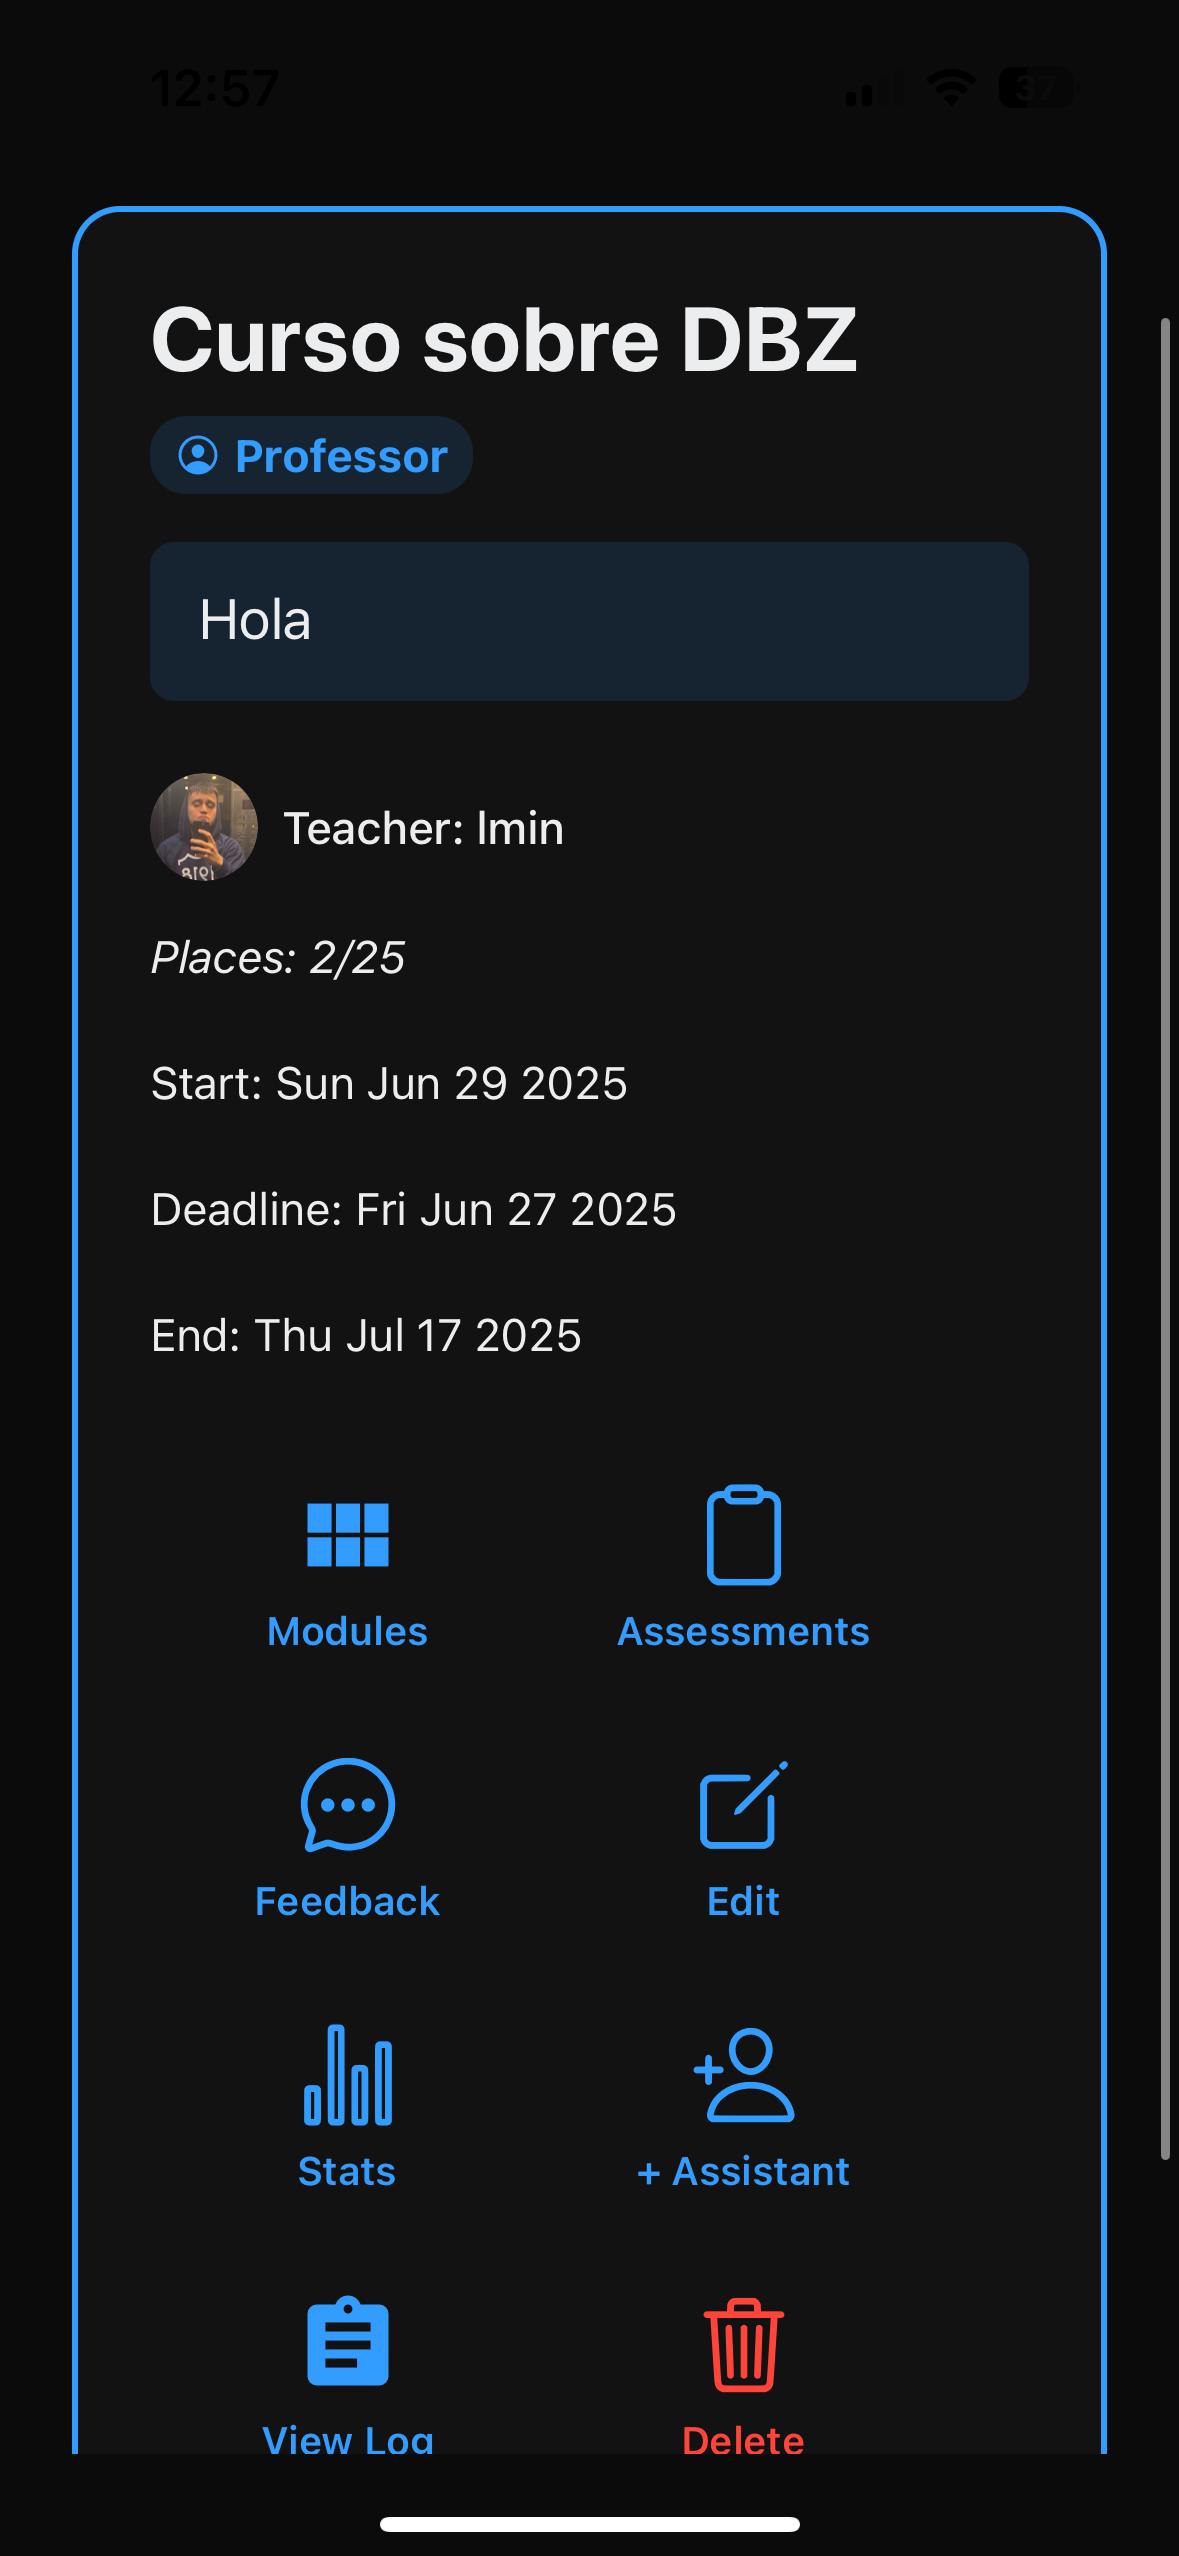 12:57
37
Curso sobre DBZ
Professor
Hola
Teacher: Imin
Places: 2/25
Start: Sun Jun 29 2025
Deadline: Fri Jun 27 2025
End: Thu Jul 17 2025
Modules
Assessments
Feedback
Edit
Stats
+ Assistant
View Log
Delete